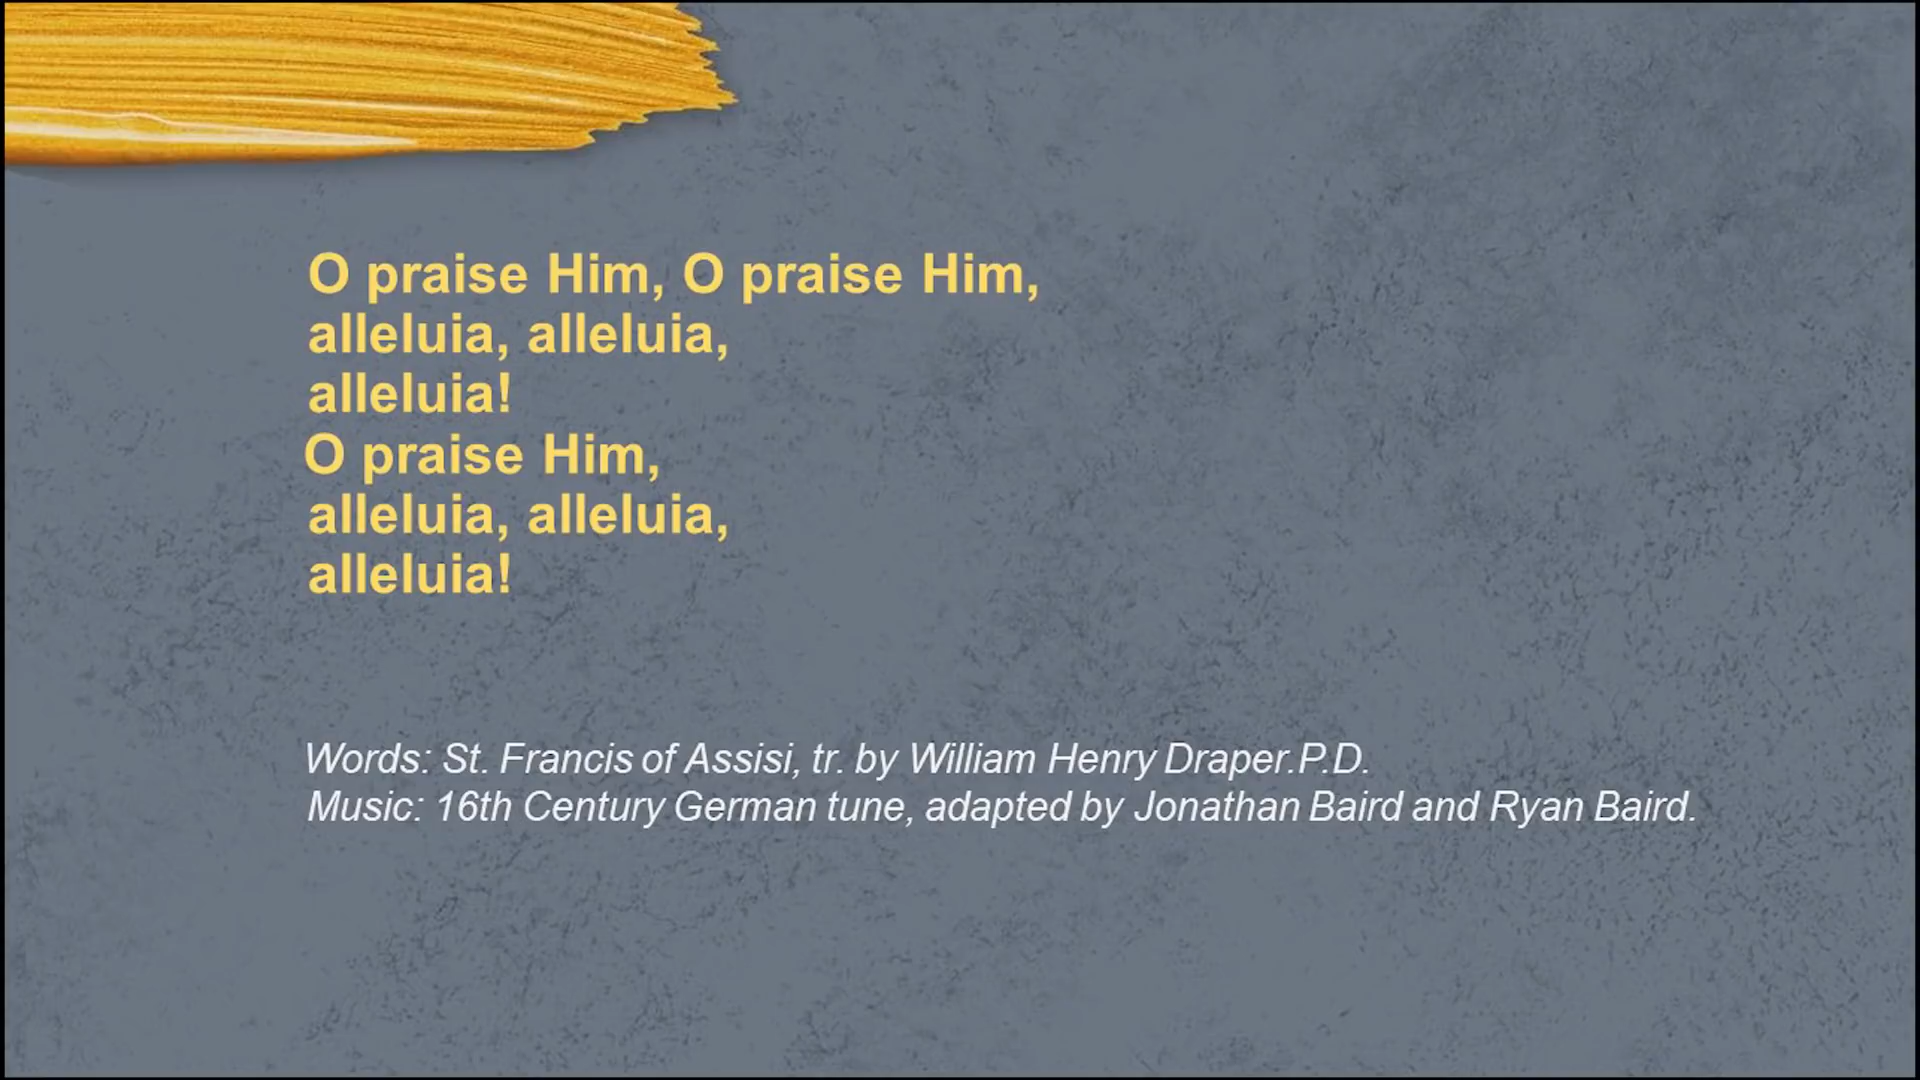 O praise Him, O praise Him,
alleluia, alleluia,
alleluia!
O praise Him,
alleluia, alleluia,
alleluia!
Words: St. Francis of Assisi, tr. by William Henry Draper.P.D.
Music: 16th Century German tune, adapted by Jonathan Baird and Ryan Baird.